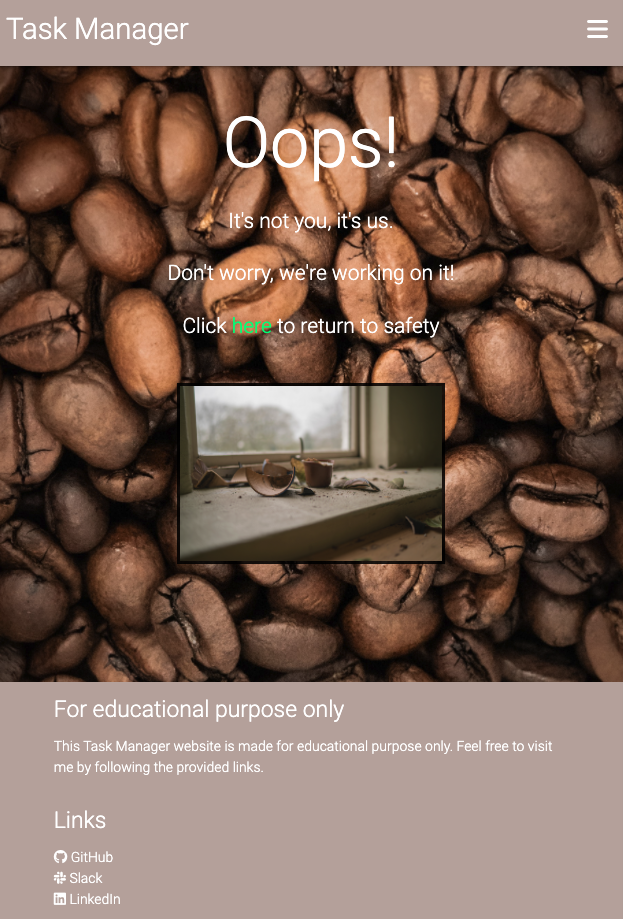 Task Manager
Oops!
It's not you, it's us.
Don't worry, we're working on it!
Click here to return to safety
For educational purpose only
This Task Manager website is made for educational purpose only. Feel free to visit
me by following the provided links.
Links
GitHub
Slack
LinkedIn